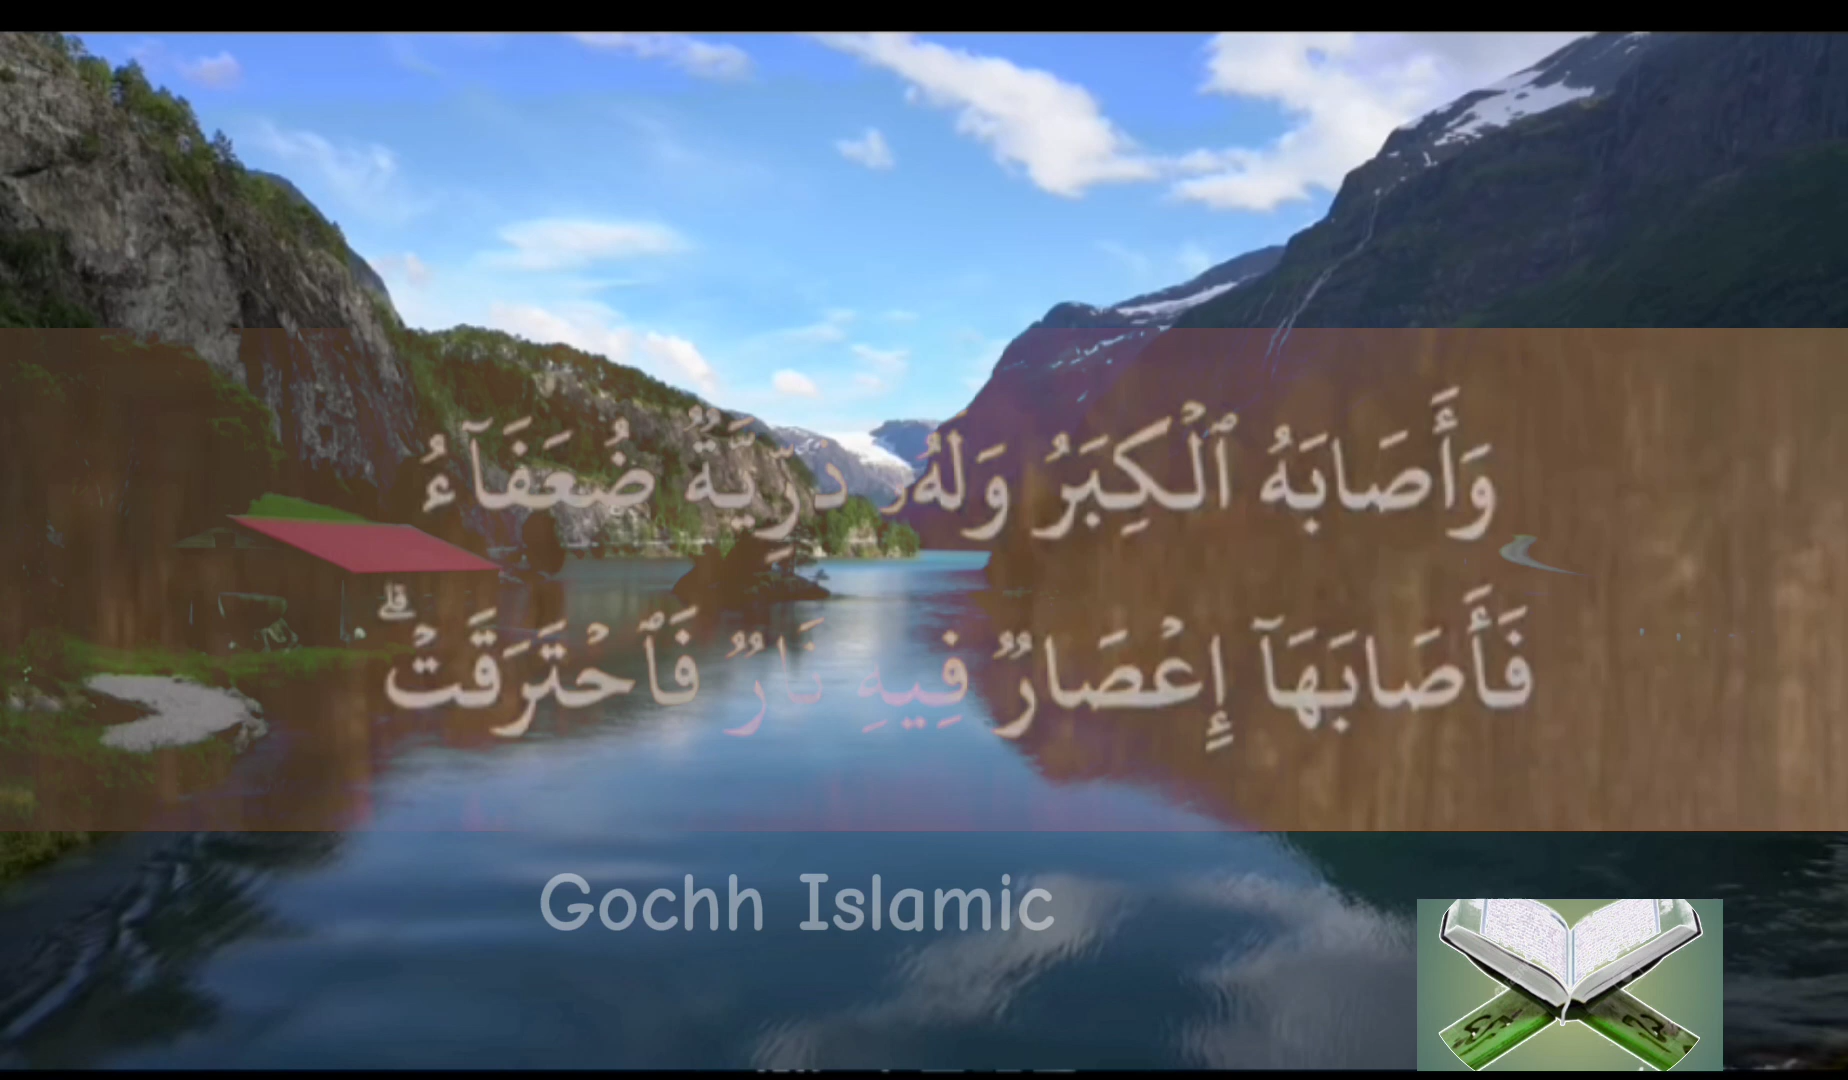 وَأَصَابَهُ ٱلْكِبَرُ وَلَهُۥ ذُرِّيَّةٌ ضُعَفَآءُ
فَأَصَابَهَآ إِعْصَارٌ فِيهِ نَارٌ فَٱحْتَرَقَتْ ۗ
Gochh Islamic